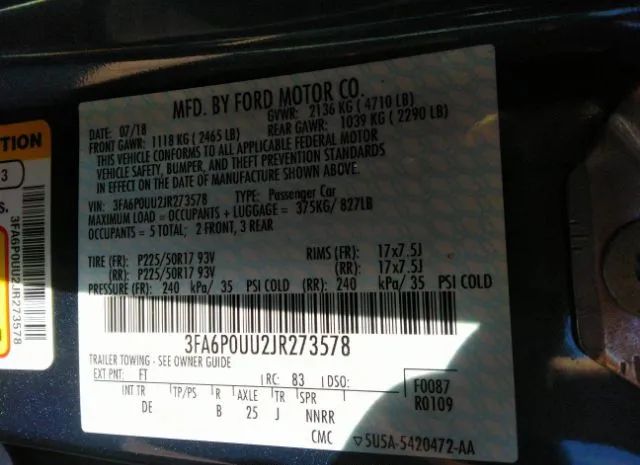 MFD. BY FORD MOTOR CO.
DATE: 07/18 GVWR: 2136 KG ( 4710 LB)
FRONT GAWR: 1118 KG ( 2465 LB) REAR GAWR: 1039 KG ( 2290 LB)
THIS VEHICLE CONFORMS TO ALL APPLICABLE FEDERAL MOTOR
VEHICLE SAFETY, BUMPER, AND THEFT PREVENTION STANDARDS
IN EFFECT ON THE DATE OF MANUFACTURE SHOWN ABOVE.
VIN: 3FA6P0UU2JR273578 TYPE: Passenger Car
MAXIMUM LOAD = OCCUPANTS + LUGGAGE = 375KG/ 827LB
OCCUPANTS = 5 TOTAL; 2 FRONT, 3 REAR
TIRE (FR): P225/50R17 93V RIMS (FR): 17x7.5J
(RR): P225/50R17 93V (RR): 17x7.5J
PRESSURE (FR): 240 kPa/ 35 PSI COLD (RR): 240 kPa/ 35 PSI COLD
3FA6P0UU2JR273578
TRAILER TOWING - SEE OWNER GUIDE
EXT PNT: FT RC: 83 DSO: F0087
INT TR TP/PS R AXLE TR SPR R0109
DE B 25 J NNRR
CMC 5U5A-5420472-AA
TION
3
S.
3FA6P0UU2JR273578